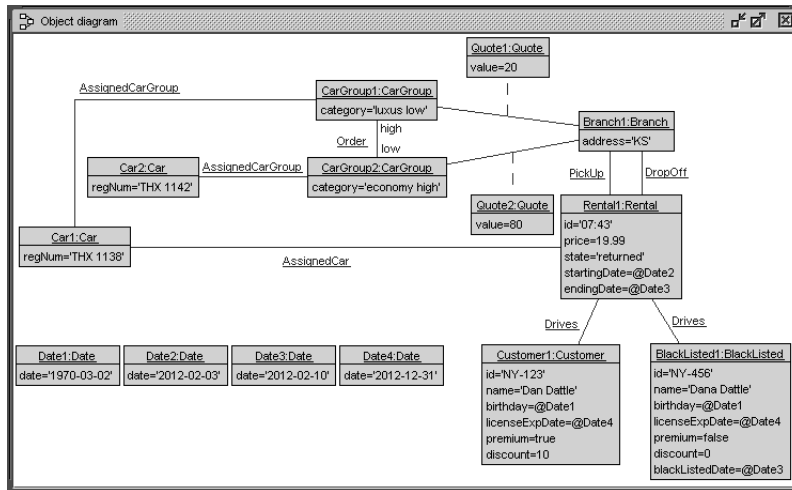 Object diagram
Quote1:Quote
value=20
AssignedCarGroup
CarGroup1:CarGroup
category='luxus low'
high
Order
low
Branch1:Branch
address='KS'
Car2:Car
regNum='THX 1142'
AssignedCarGroup
CarGroup2:CarGroup
category='economy high'
PickUp
DropOff
Quote2:Quote
value=80
Rental1:Rental
id='07:43'
price=19.99
state='returned'
startingDate=@Date2
endingDate=@Date3
Car1:Car
regNum='THX 1138'
AssignedCar
Drives
Drives
Date1:Date
date='1970-03-02'
Date2:Date
date='2012-02-03'
Date3:Date
date='2012-02-10'
Date4:Date
date='2012-12-31'
Customer1:Customer
id='NY-123'
name='Dan Dattle'
birthday=@Date1
licenseExpDate=@Date4
premium=true
discount=10
BlackListed1:BlackListed
id='NY-456'
name='Dana Dattle'
birthday=@Date1
licenseExpDate=@Date4
premium=false
discount=0
blackListedDate=@Date3